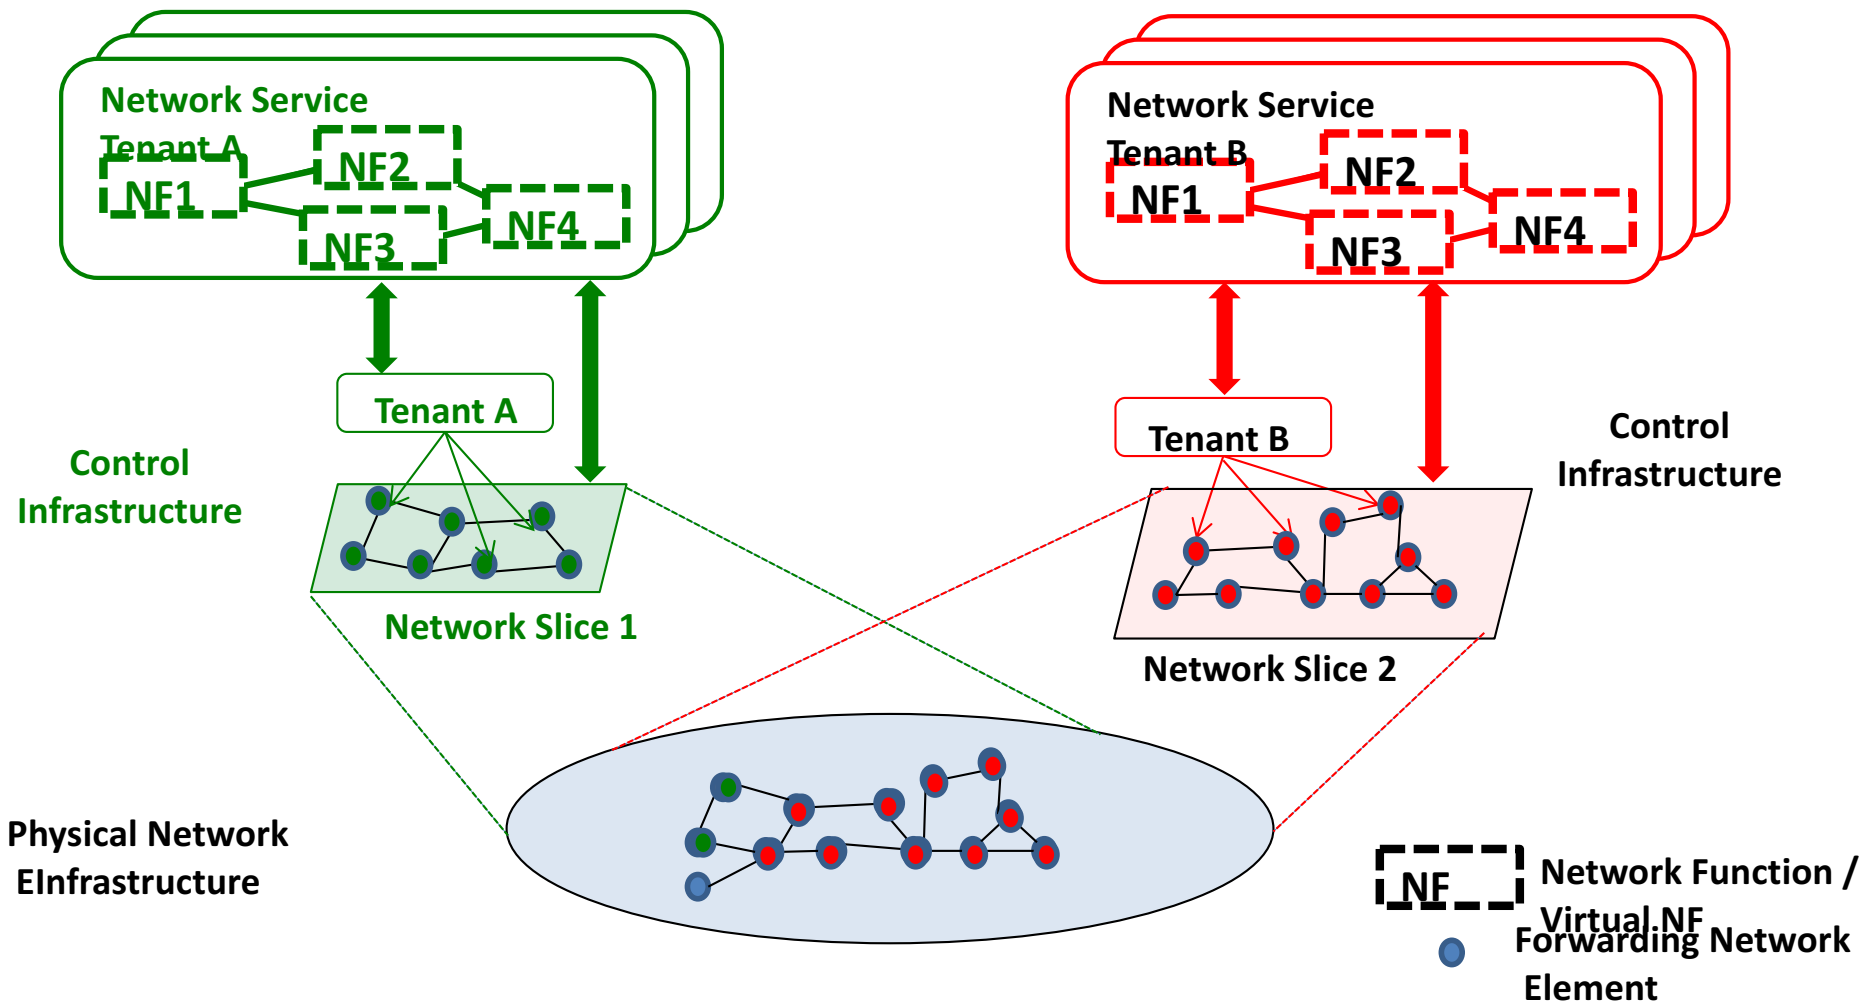 Network Service
Tenant A
NF1
NF2
NF3
NF4
Network Service
Tenant B
NF1
NF2
NF3
NF4
Tenant A
Tenant B
Control
Infrastructure
Control
Infrastructure
Network Slice 1
Network Slice 2
Physical Network
EInfrastructure
NF
Network Function /
Virtual NF
Forwarding Network
Element